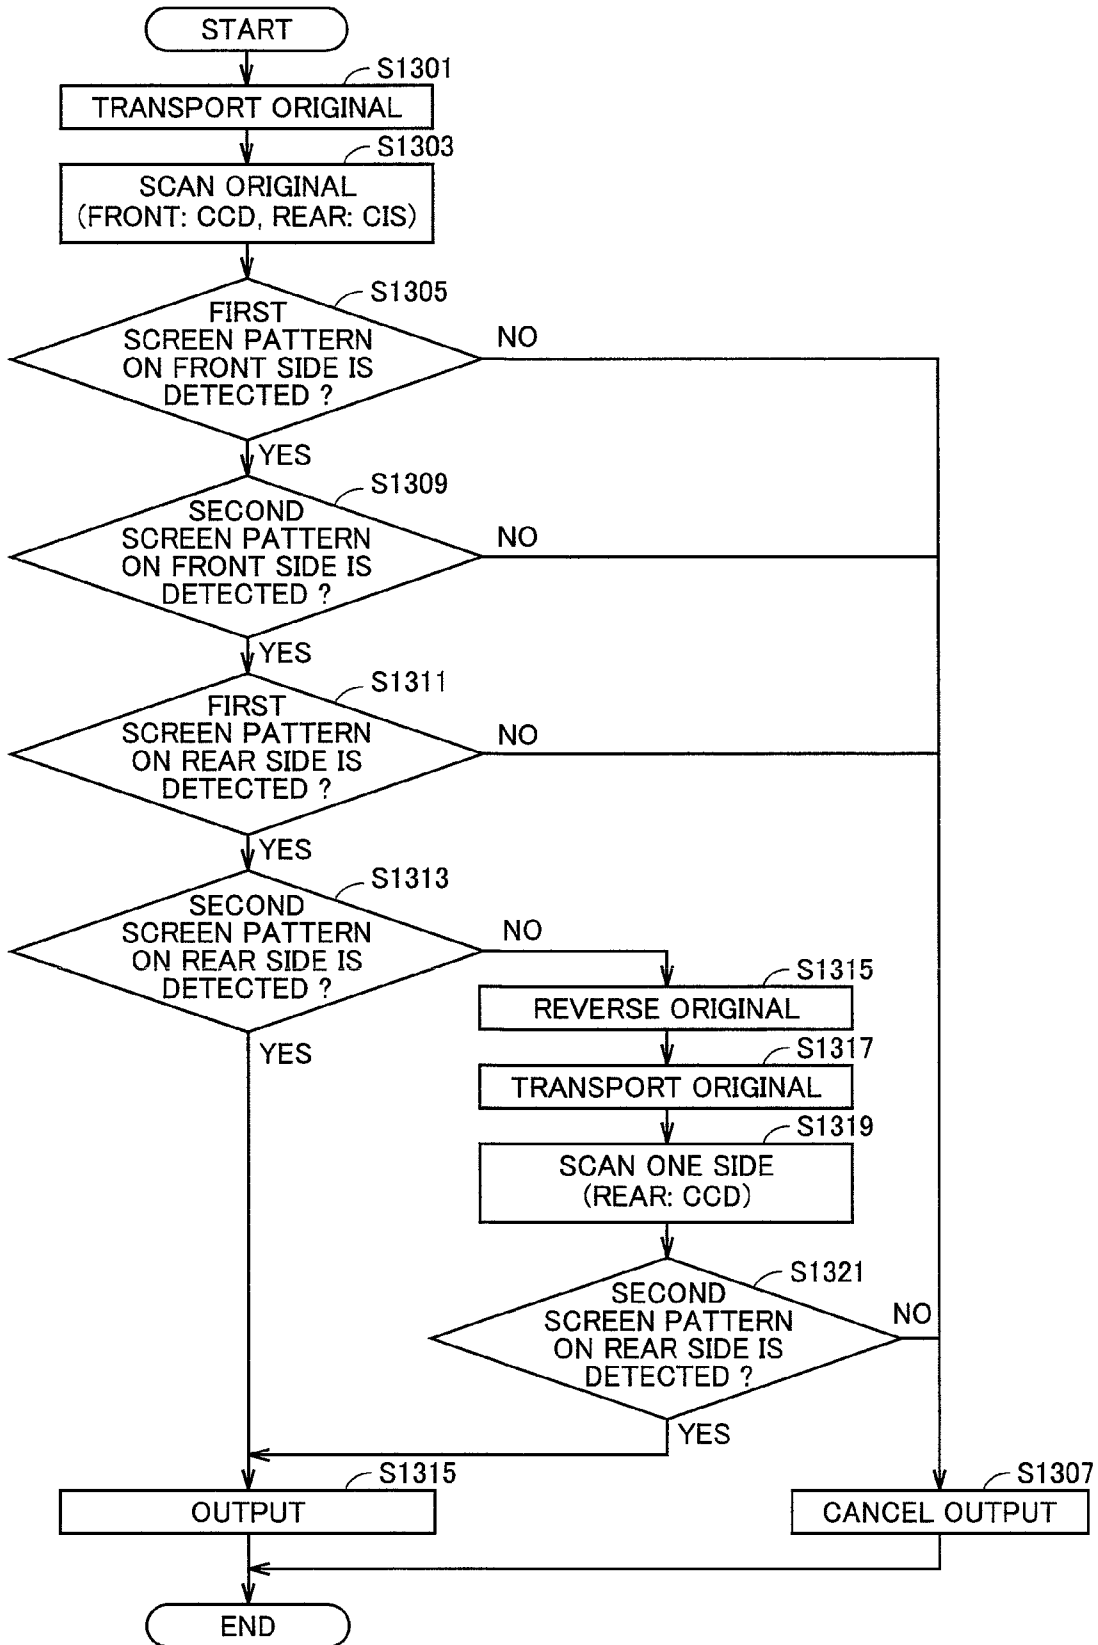 START
S1301
TRANSPORT ORIGINAL
S1303
SCAN ORIGINAL
(FRONT: CCD, REAR: CIS)
S1305
FIRST
SCREEN PATTERN
ON FRONT SIDE IS
DETECTED ?
NO
YES
S1309
SECOND
SCREEN PATTERN
ON FRONT SIDE IS
DETECTED ?
NO
YES
S1311
FIRST
SCREEN PATTERN
ON REAR SIDE IS
DETECTED ?
NO
YES
S1313
SECOND
SCREEN PATTERN
ON REAR SIDE IS
DETECTED ?
NO
YES
S1315
REVERSE ORIGINAL
S1317
TRANSPORT ORIGINAL
S1319
SCAN ONE SIDE
(REAR: CCD)
S1321
SECOND
SCREEN PATTERN
ON REAR SIDE IS
DETECTED ?
NO
YES
S1315
OUTPUT
S1307
CANCEL OUTPUT
END